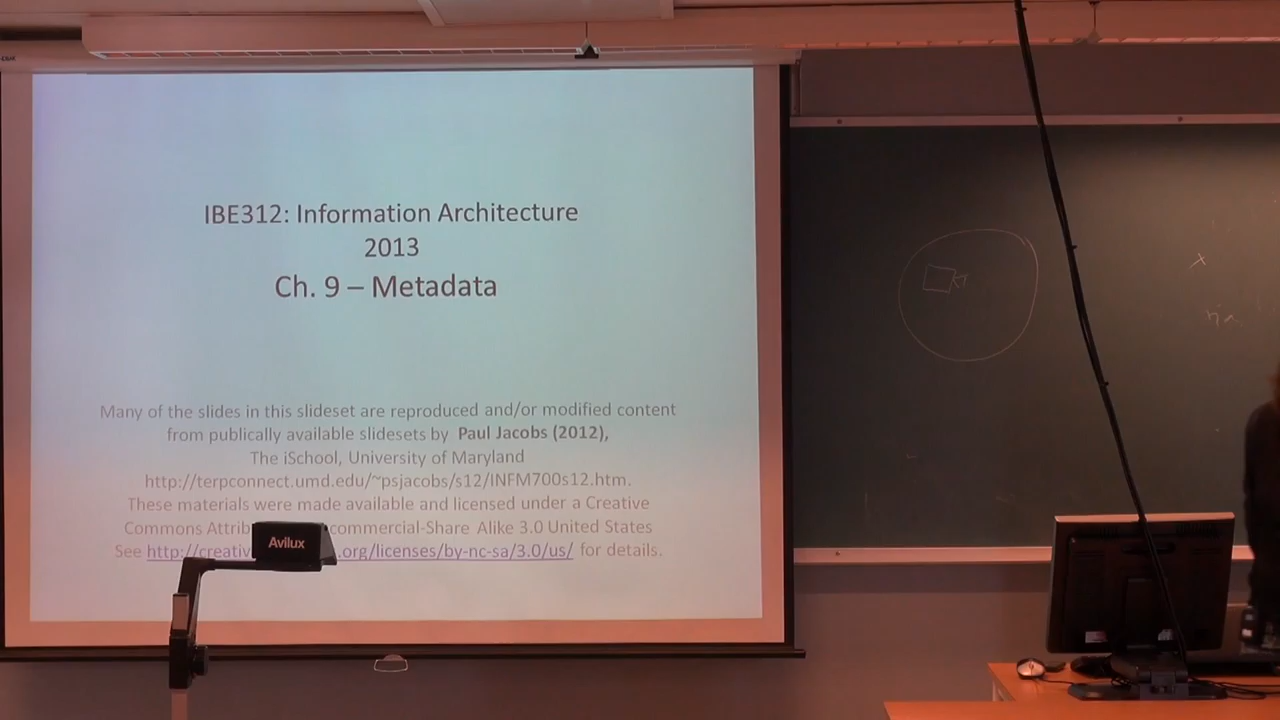 IBE312: Information Architecture
2013
Ch. 9 – Metadata
Many of the slides in this slideset are reproduced and/or modified content
from publically available slidesets by Paul Jacobs (2012),
The iSchool, University of Maryland
http://terpconnect.umd.edu/~psjacobs/s12/INFM700s12.htm.
These materials were made available and licensed under a Creative
Commons Attrib commercial-Share Alike 3.0 United States
See http://creativ .org/licenses/by-nc-sa/3.0/us/ for details.
Avilux